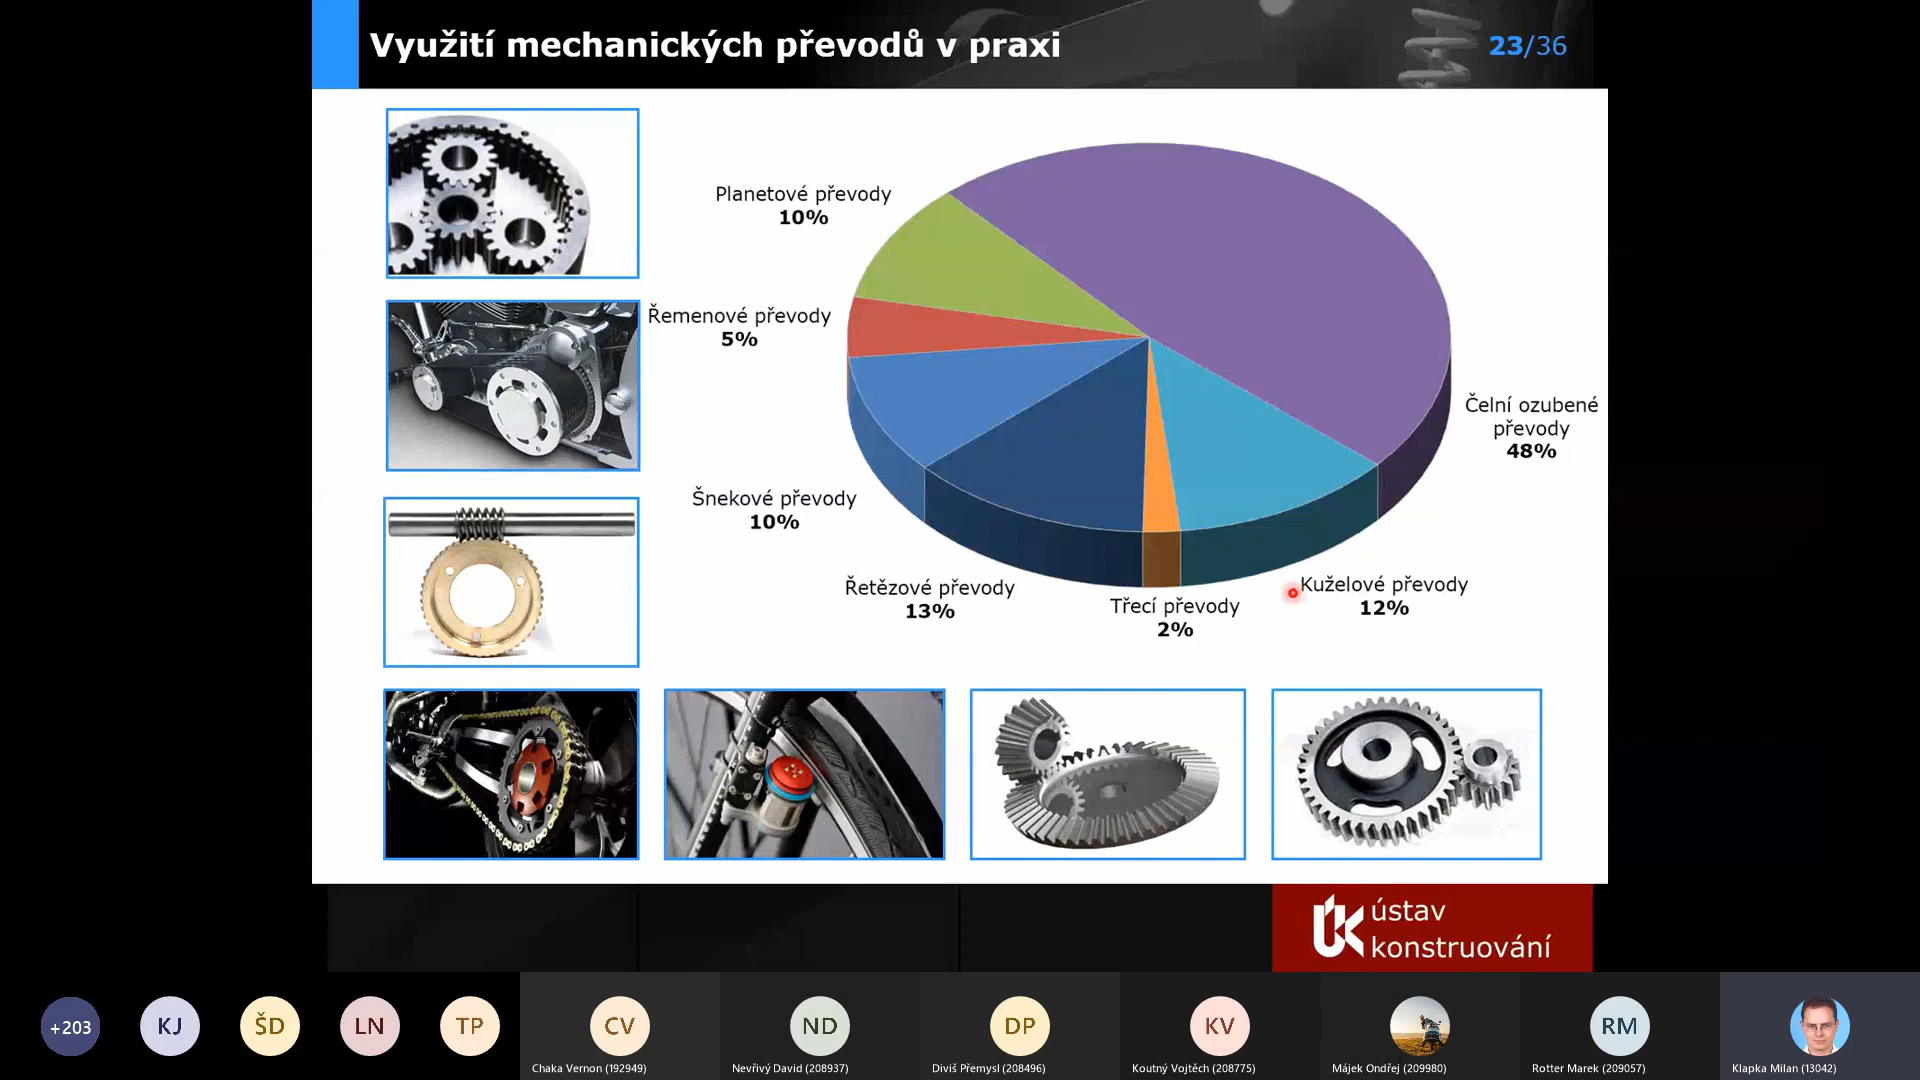 Využití mechanických převodů v praxi
23/36
Planetové převody
10%
Řemenové převody
5%
Šnekové převody
10%
Řetězové převody
13%
Třecí převody
2%
Kuželové převody
12%
Čelní ozubené
převody
48%
ÚK
ústav
konstruování
+203
KJ
ŠD
LN
TP
CV
ND
DP
KV
RM
Chaka Vernon (192949)
Nevřivý David (208937)
Diviš Přemysl (208496)
Koutný Vojtěch (208775)
Májek Ondřej (209980)
Rotter Marek (209057)
Klapka Milan (13042)